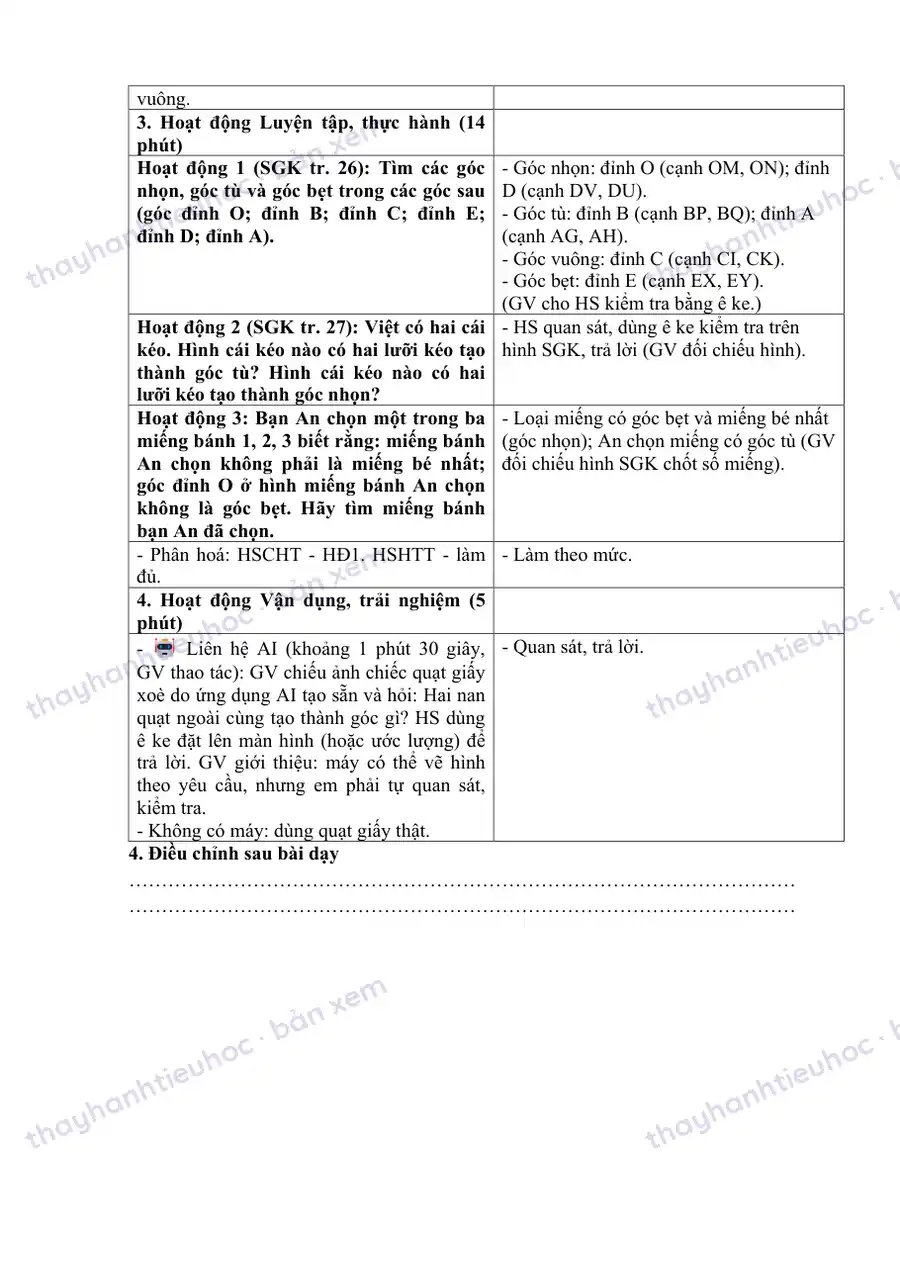 vuông.
3. Hoạt động Luyện tập, thực hành (14
phút)
Hoạt động 1 (SGK tr. 26): Tìm các góc
nhọn, góc tù và góc bẹt trong các góc sau
(góc đỉnh O; đỉnh B; đỉnh C; đỉnh E;
đỉnh D; đỉnh A).
- Góc nhọn: đỉnh O (cạnh OM, ON); đỉnh
D (cạnh DV, DU).
- Góc tù: đỉnh B (cạnh BP, BQ); đỉnh A
(cạnh AG, AH).
- Góc vuông: đỉnh C (cạnh CI, CK).
- Góc bẹt: đỉnh E (cạnh EX, EY).
(GV cho HS kiểm tra bằng ê ke.)
Hoạt động 2 (SGK tr. 27): Việt có hai cái
kéo. Hình cái kéo nào có hai lưỡi kéo tạo
thành góc tù? Hình cái kéo nào có hai
lưỡi kéo tạo thành góc nhọn?
- HS quan sát, dùng ê ke kiểm tra trên
hình SGK, trả lời (GV đối chiếu hình).
Hoạt động 3: Bạn An chọn một trong ba
miếng bánh 1, 2, 3 biết rằng: miếng bánh
An chọn không phải là miếng bé nhất;
góc đỉnh O ở hình miếng bánh An chọn
không là góc bẹt. Hãy tìm miếng bánh
bạn An đã chọn.
- Loại miếng có góc bẹt và miếng bé nhất
(góc nhọn); An chọn miếng có góc tù (GV
đối chiếu hình SGK chốt số miếng).
- Phân hoá: HSCHT - HĐ1. HSHTT - làm
đủ.
- Làm theo mức.
4. Hoạt động Vận dụng, trải nghiệm (5
phút)
- Liên hệ AI (khoảng 1 phút 30 giây,
GV thao tác): GV chiếu ảnh chiếc quạt giấy
xoè do ứng dụng AI tạo sẵn và hỏi: Hai nan
quạt ngoài cùng tạo thành góc gì? HS dùng
ê ke đặt lên màn hình (hoặc ước lượng) để
trả lời. GV giới thiệu: máy có thể vẽ hình
theo yêu cầu, nhưng em phải tự quan sát,
kiểm tra.
- Không có máy: dùng quạt giấy thật.
- Quan sát, trả lời.
4. Điều chỉnh sau bài dạy
……………………………………………………………………………………………
……………………………………………………………………………………………
thayhanhtieuhoc · bản xem
thayhanhtieuhoc · b
thayhanhtieuhoc · bản xem
thayhanhtieuhoc · b
thayhanhtieuhoc · bản xem
thayhanhtieuhoc · b